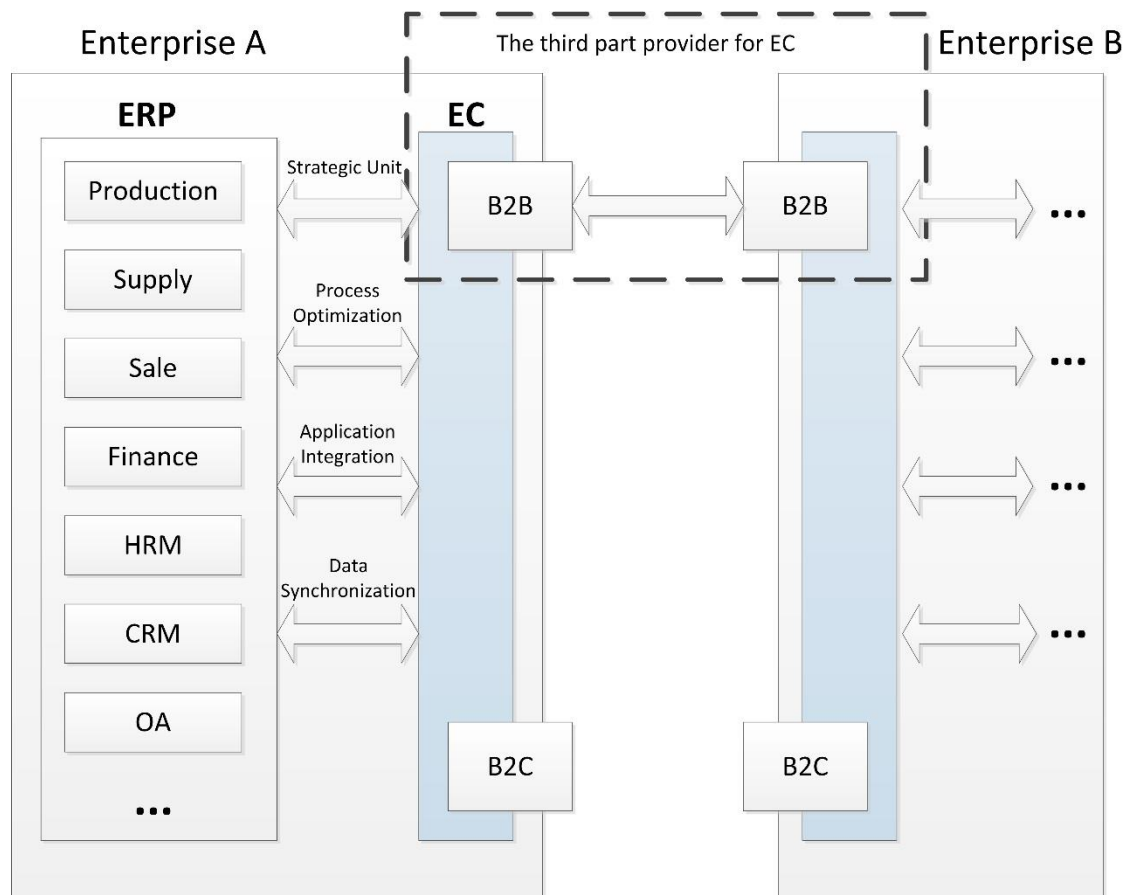 Enterprise A
The third part provider for EC
Enterprise B
ERP
EC
Production
Supply
Sale
Finance
HRM
CRM
OA
...
Strategic Unit
Process
Optimization
Application
Integration
Data
Synchronization
B2B
B2C
B2B
B2C
...
...
...
...